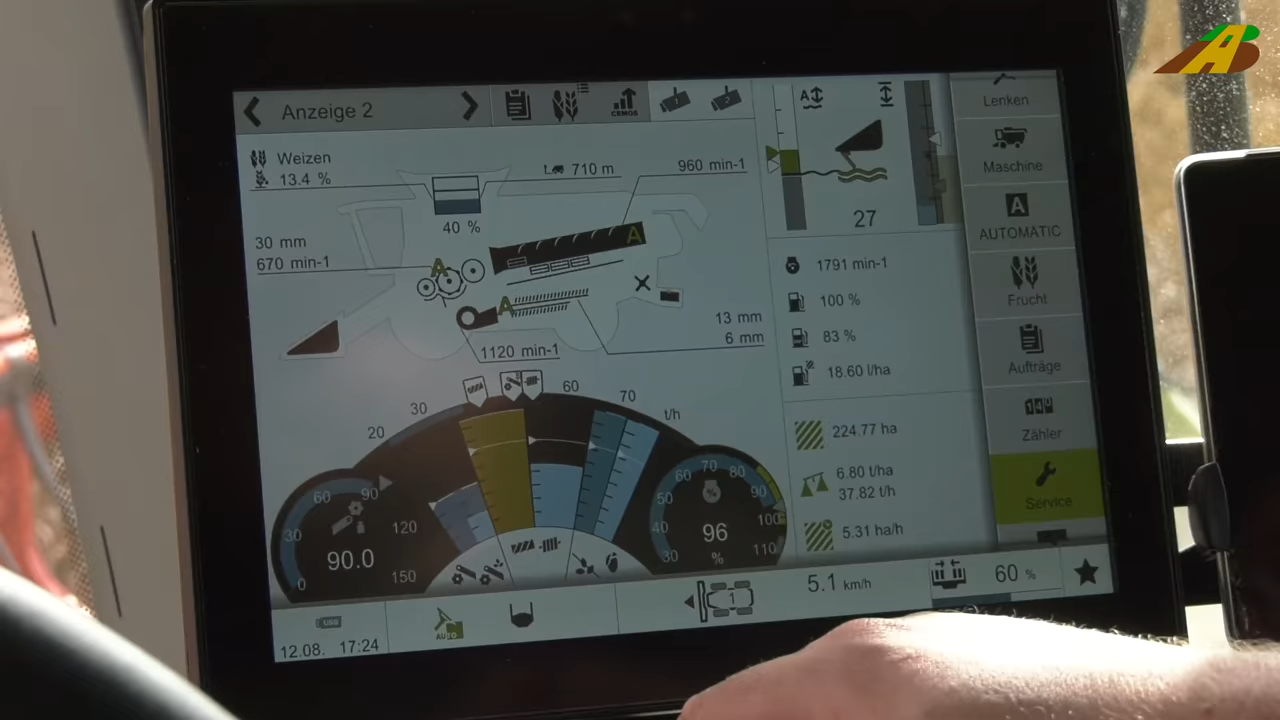 Anzeige 2
CEMOS
Weizen
13.4 %
710 m
960 min-1
40 %
30 mm
670 min-1
A
A
A
13 mm
6 mm
1120 min-1
A
27
1791 min-1
100 %
83 %
18.60 l/ha
224.77 ha
6.80 t/ha
37.82 t/h
5.31 ha/h
20
30
60
70
t/h
0
30
60
90
120
150
90.0
30
40
50
60
70
80
90
100
110
%
96
%
Lenken
Maschine
A
AUTOMATIC
Frucht
Aufträge
Zähler
Service
USB
12.08. 17:24
AUTO
1
5.1 km/h
60 %
AB